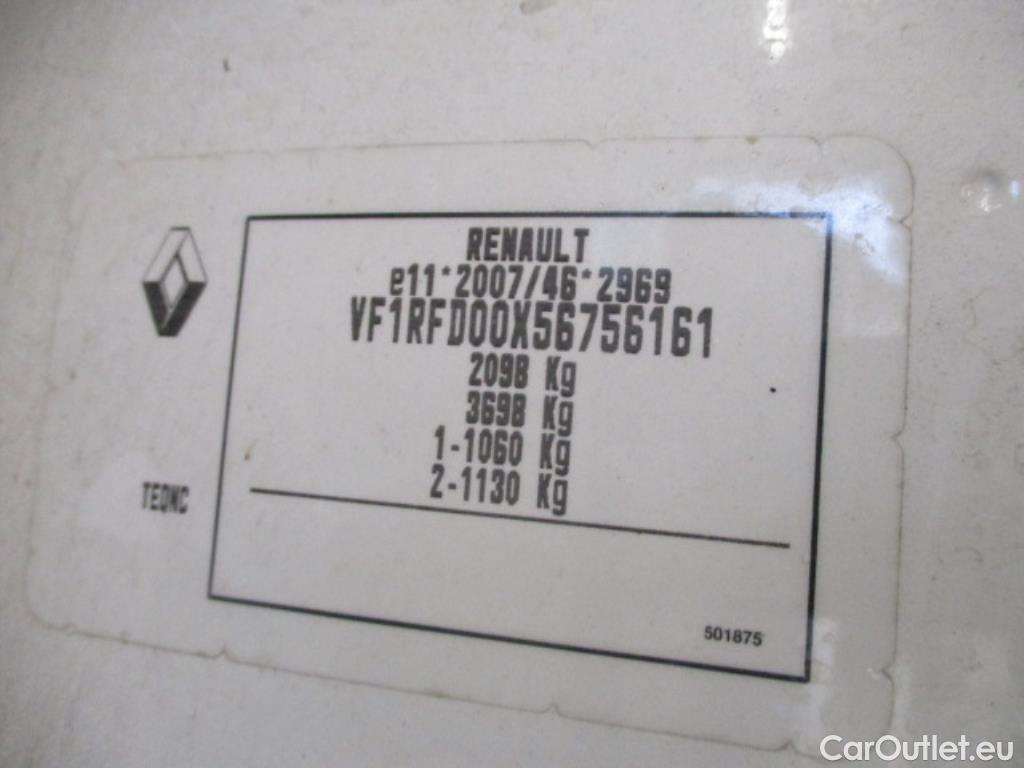 RENAULT
e11*2007/46*2969
VF1RFD00X56756161
2098 Kg
3698 Kg
1-1060 Kg
2-1130 Kg
TEQMC
501875
CarOutlet.eu